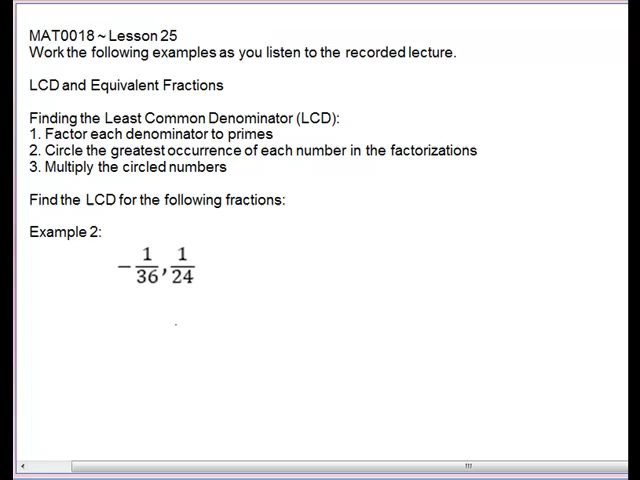 MAT0018 ~ Lesson 25
Work the following examples as you listen to the recorded lecture.
LCD and Equivalent Fractions
Finding the Least Common Denominator (LCD):
1. Factor each denominator to primes
2. Circle the greatest occurrence of each number in the factorizations
3. Multiply the circled numbers
Find the LCD for the following fractions:
Example 2:
− 1/36 , 1/24